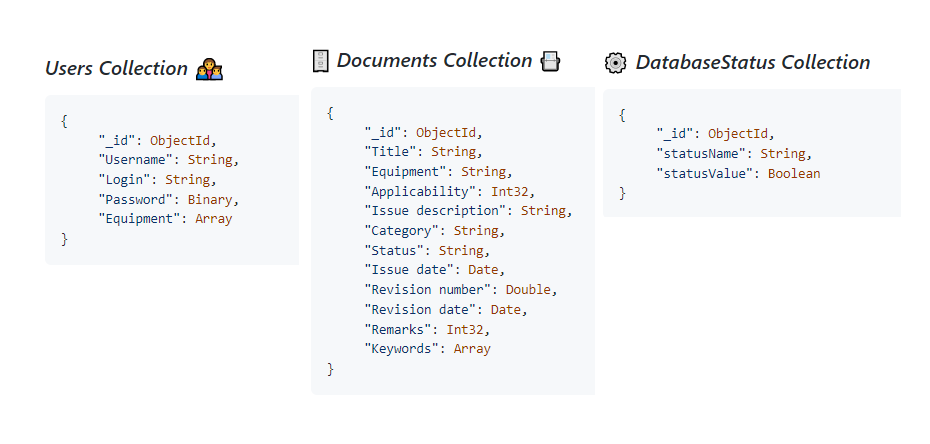 Users Collection
{
"_id": ObjectId,
"Username": String,
"Login": String,
"Password": Binary,
"Equipment": Array
}
Documents Collection
{
"_id": ObjectId,
"Title": String,
"Equipment": String,
"Applicability": Int32,
"Issue description": String,
"Category": String,
"Status": String,
"Issue date": Date,
"Revision number": Double,
"Revision date": Date,
"Remarks": Int32,
"Keywords": Array
}
DatabaseStatus Collection
{
"_id": ObjectId,
"statusName": String,
"statusValue": Boolean
}